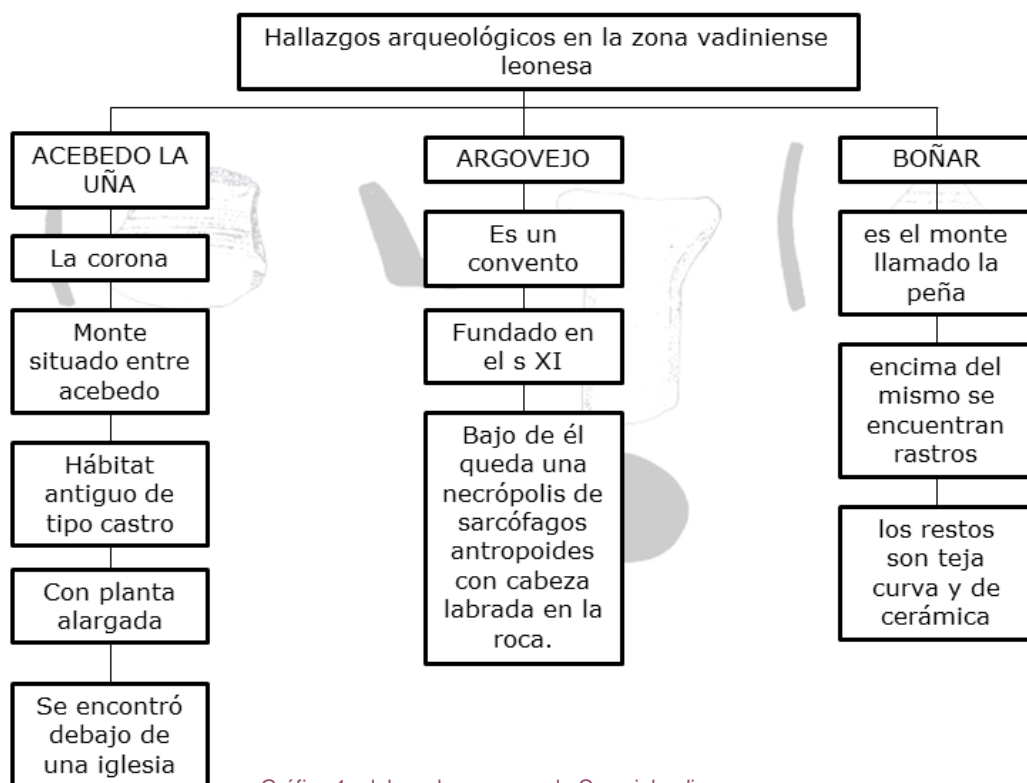 Hallazgos arqueológicos en la zona vadiniense
leonesa
ACEBEDO LA
UÑA
La corona
Monte
situado entre
acebedo
Hábitat
antiguo de
tipo castro
Con planta
alargada
Se encontró
debajo de
una iglesia
ARGOVEJO
Es un
convento
Fundado en
el s XI
Bajo de él
queda una
necrópolis de
sarcófagos
antropoides
con cabeza
labrada en la
roca.
BOÑAR
es el monte
llamado la
peña
encima del
mismo se
encuentran
rastros
los restos
son teja
curva y de
cerámica